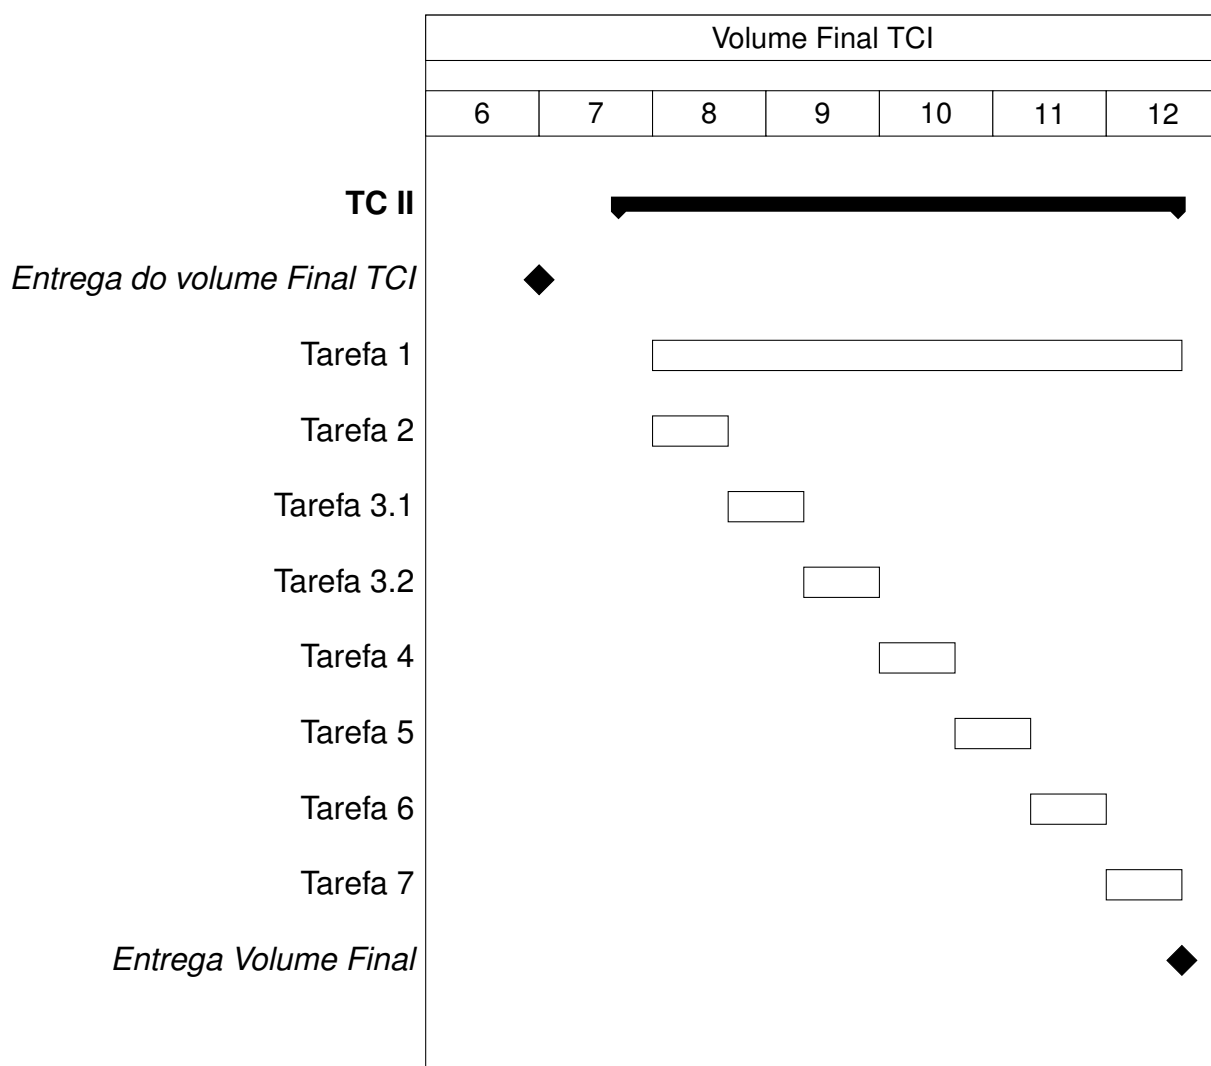 Volume Final TCI
6 7 8 9 10 11 12
TC II
Entrega do volume Final TCI
Tarefa 1
Tarefa 2
Tarefa 3.1
Tarefa 3.2
Tarefa 4
Tarefa 5
Tarefa 6
Tarefa 7
Entrega Volume Final